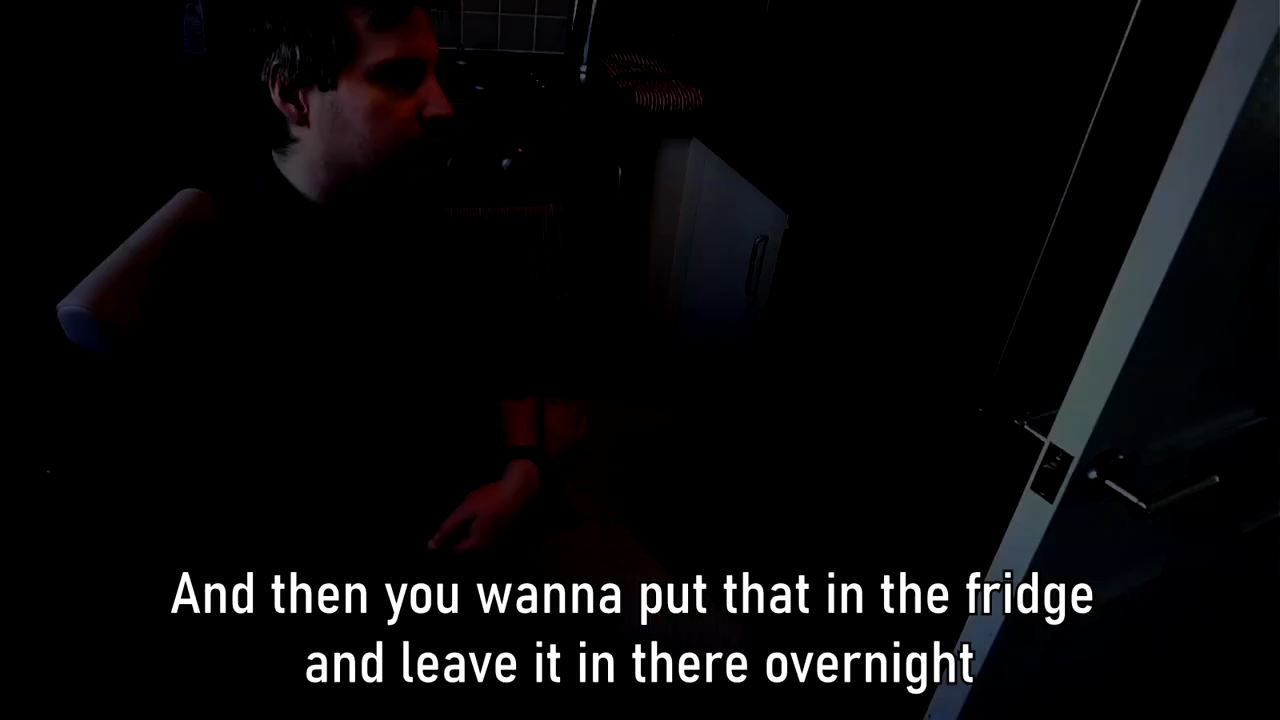 And then you wanna put that in the fridge
and leave it in there overnight